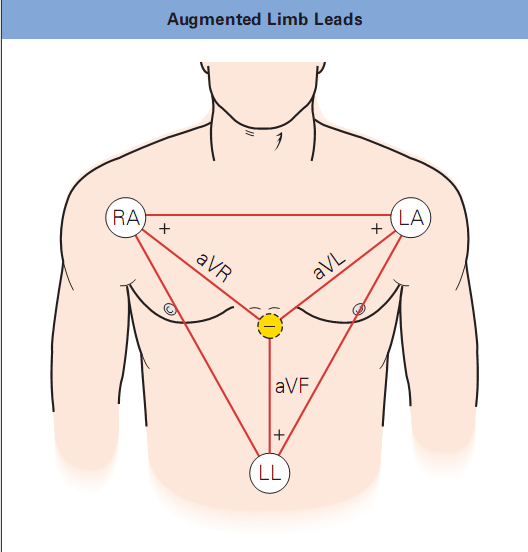 Augmented Limb Leads
RA
LA
+
+
aVR
aVL
−
aVF
+
LL